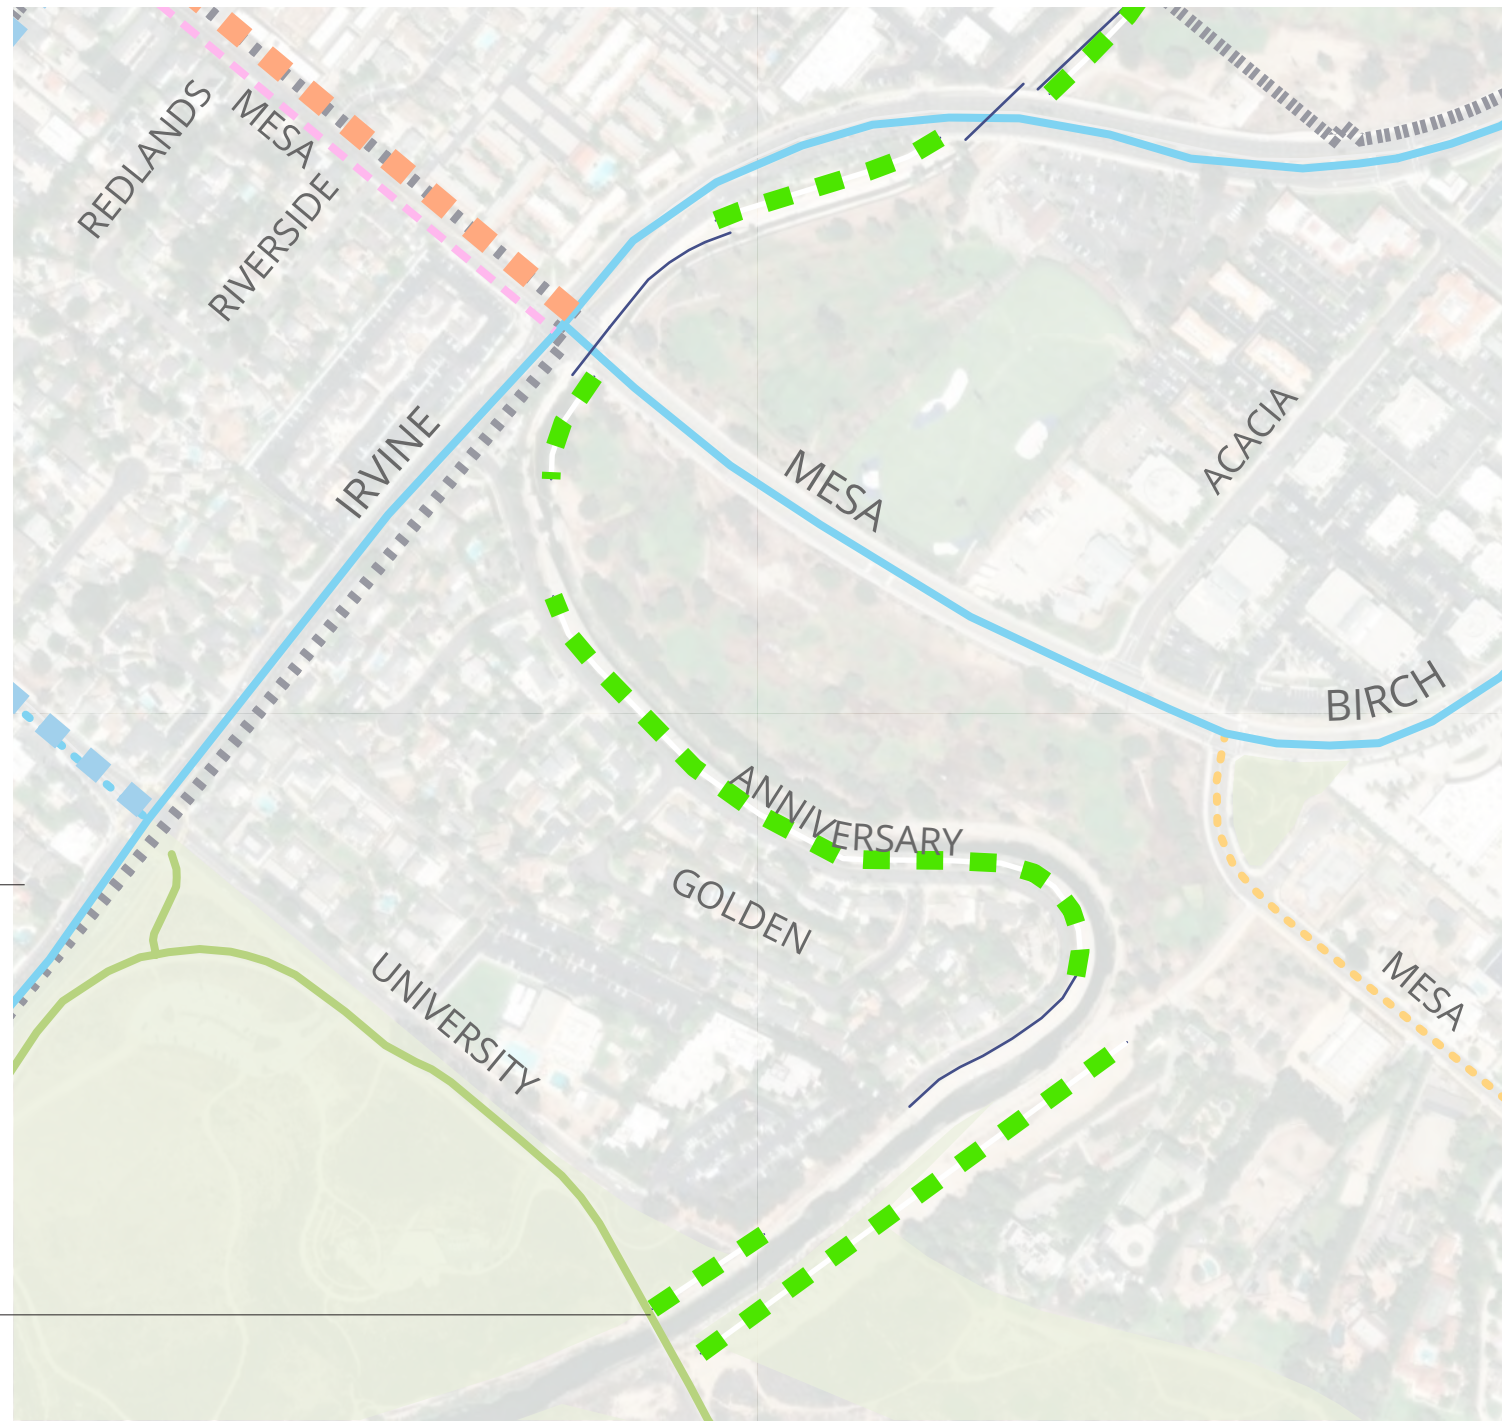 REDLANDS
MESA
RIVERSIDE
IRVINE
MESA
ACACIA
BIRCH
ANNIVERSARY
GOLDEN
UNIVERSITY
MESA